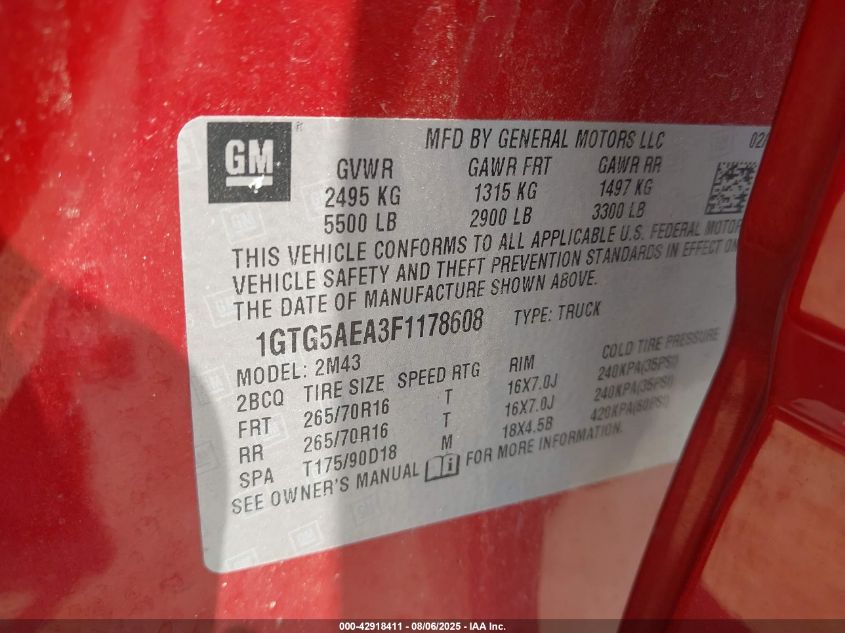 GM
MFD BY GENERAL MOTORS LLC 02/
GVWR GAWR FRT GAWR RR
2495 KG 1315 KG 1497 KG
5500 LB 2900 LB 3300 LB
THIS VEHICLE CONFORMS TO ALL APPLICABLE U.S. FEDERAL MOTOR
VEHICLE SAFETY AND THEFT PREVENTION STANDARDS IN EFFECT ON
THE DATE OF MANUFACTURE SHOWN ABOVE.
1GTG5AEA3F1178608 TYPE: TRUCK
MODEL: 2M43
2BCQ TIRE SIZE SPEED RTG RIM COLD TIRE PRESSURE
FRT 265/70R16 T 16X7.0J 240KPA(35PSI)
RR 265/70R16 T 16X7.0J 240KPA(35PSI)
SPA T175/90D18 M 18X4.5B 420KPA(60PSI)
SEE OWNER'S MANUAL FOR MORE INFORMATION.
000-42918411 - 08/06/2025 - IAA Inc.